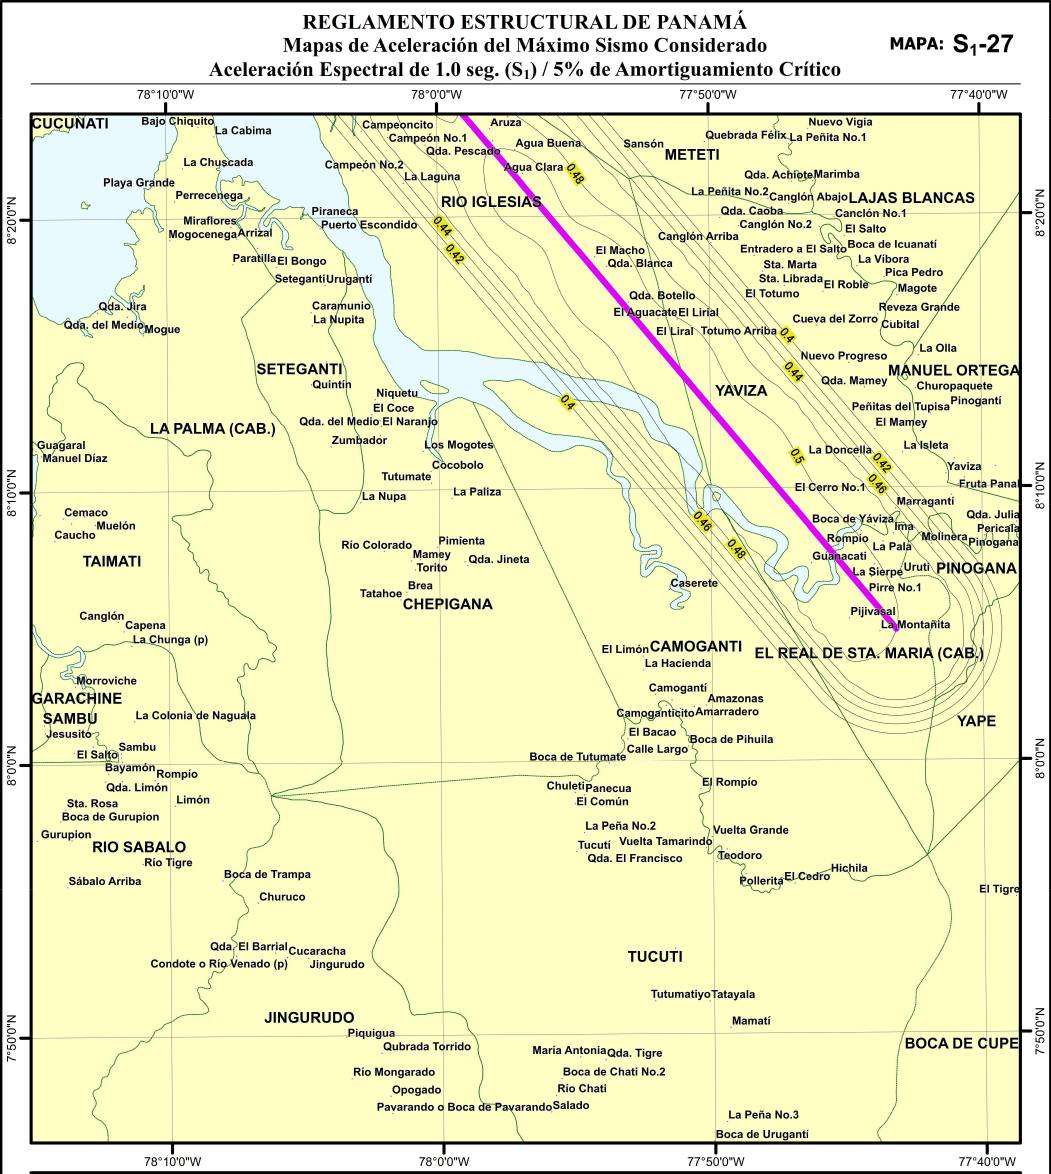 REGLAMENTO ESTRUCTURAL DE PANAMÁ
Mapas de Aceleración del Máximo Sismo Considerado
MAPA: S₁-27
Aceleración Espectral de 1.0 seg. (S₁) / 5% de Amortiguamiento Crítico
78°10'0"W 78°0'0"W 77°50'0"W 77°40'0"W
CUCUNATI
Bajo Chiquito
La Cabima
Campeoncito
Aruza
Nuevo Vigia
Campeón No.1
Agua Buena
Sansón
Quebrada Félix
La Peñita No.1
Qda. Pescado
METETI
La Chuscada
Campeón No.2
Agua Clara
0.48
La Laguna
Qda. Achiote
Marimba
Playa Grande
Perrecenega
La Peñita No.2
Canglón Abajo
LAJAS BLANCAS
RIO IGLESIAS
Piraneca
Qda. Caoba
Canclón No.1
8°20'0"N
8°20'0"N
Miraflores
Puerto Escondido
0.44
Canglón No.2
El Salto
Mogocenega
Arrizal
Canglón Arriba
0.42
El Macho
Entradero a El Salto
Boca de Icuanatí
Paratilla
El Bongo
Qda. Blanca
Sta. Marta
La Víbora
Seteganti
Uruganti
Sta. Librada
El Roble
Pica Pedro
Qda. Botello
El Totumo
Magote
Qda. Jira
Caramunio
El Aguacate
El Lirial
Reveza Grande
La Nupita
Cueva del Zorro
Cubital
Qda. del Medio
Mogue
El Liral
Totumo Arriba
0.4
La Olla
Nuevo Progreso
SETEGANTI
0.44
MANUEL ORTEGA
Quintín
Qda. Mamey
Churopaquete
Niquetu
YAVIZA
Pinogantí
El Coce
0.4
Peñitas del Tupisa
Qda. del Medio
El Naranjo
El Mamey
LA PALMA (CAB.)
Zumbador
Los Mogotes
La Doncella
La Isleta
Guagaral
0.5
0.42
Manuel Díaz
Cocobolo
Yaviza
Tutumate
0.46
Fruta Panal
La Nupa
La Paliza
El Cerro No.1
8°10'0"N
8°10'0"N
Marragantí
Cemaco
Qda. Julia
Muelón
0.46
Boca de Yáviza
Ima
Pericaia
Caucho
Rompío
Molinera
Pinogana
Río Colorado
Pimienta
0.48
La Pala
Mamey
Guanacati
TAIMATI
Torito
Qda. Jineta
La Sierpe
Uruti
PINOGANA
Brea
Caserete
Pirre No.1
Tatahoe
CHEPIGANA
Pijivasal
Canglón
La Montañita
Capena
La Chunga (p)
El Limón
CAMOGANTI
EL REAL DE STA. MARIA (CAB.)
La Hacienda
Morroviche
Camogantí
GARACHINE
Amazonas
SAMBU
La Colonia de Naguala
Camoganticito
Amarradero
YAPE
Jesusito
El Bacao
Boca de Pihuila
Sambu
Calle Largo
El Salto
Boca de Tutumate
8°0'0"N
8°0'0"N
Bayamón
Rompío
Chuleti
El Rompío
Qda. Limón
Panecua
Sta. Rosa
Limón
El Común
Boca de Gurupion
La Peña No.2
Vuelta Grande
Gurupion
RIO SABALO
Tucutí
Vuelta Tamarindo
Río Tigre
Qda. El Francisco
Teodoro
Boca de Trampa
Hichila
Sábalo Arriba
Pollerita
El Cedro
El Tigre
Churuco
Qda. El Barrial
Cucaracha
TUCUTI
Condote o Río Venado (p)
Jingurudo
Tutumatiyo
Tatayala
JINGURUDO
Mamatí
7°50'0"N
7°50'0"N
Piquigua
BOCA DE CUPE
Qubrada Torrido
María Antonia
Qda. Tigre
Río Mongarado
Boca de Chati No.2
Opogado
Río Chati
Pavarando o Boca de Pavarando
Salado
La Peña No.3
Boca de Urugantí
78°10'0"W 78°0'0"W 77°50'0"W 77°40'0"W